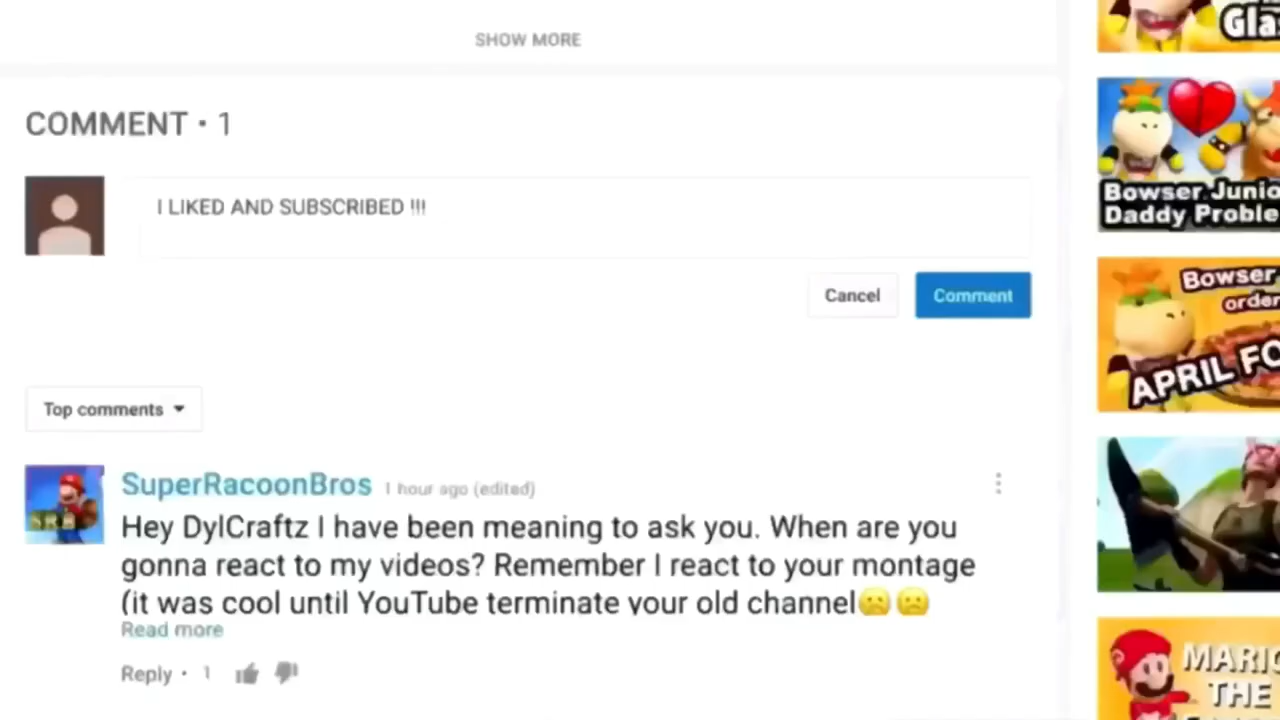 SHOW MORE
COMMENT • 1
I LIKED AND SUBSCRIBED !!!
Cancel
Comment
Top comments
SuperRacoonBros 1 hour ago (edited)
Hey DylCraftz I have been meaning to ask you. When are you
gonna react to my videos? Remember I react to your montage
(it was cool until YouTube terminate your old channel☹️☹️
Read more
Reply • 1
Bowser Junio
Daddy Proble
Bowser
order
APRIL FO
MARIO
THE